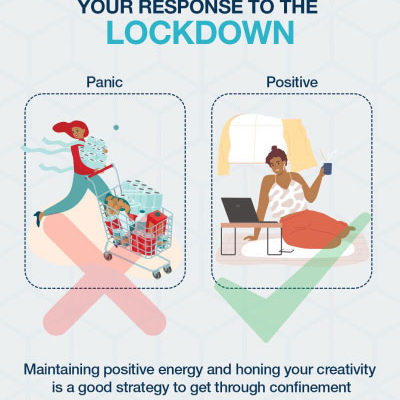 YOUR RESPONSE TO THE
LOCKDOWN
Panic
Positive
Maintaining positive energy and honing your creativity
is a good strategy to get through confinement